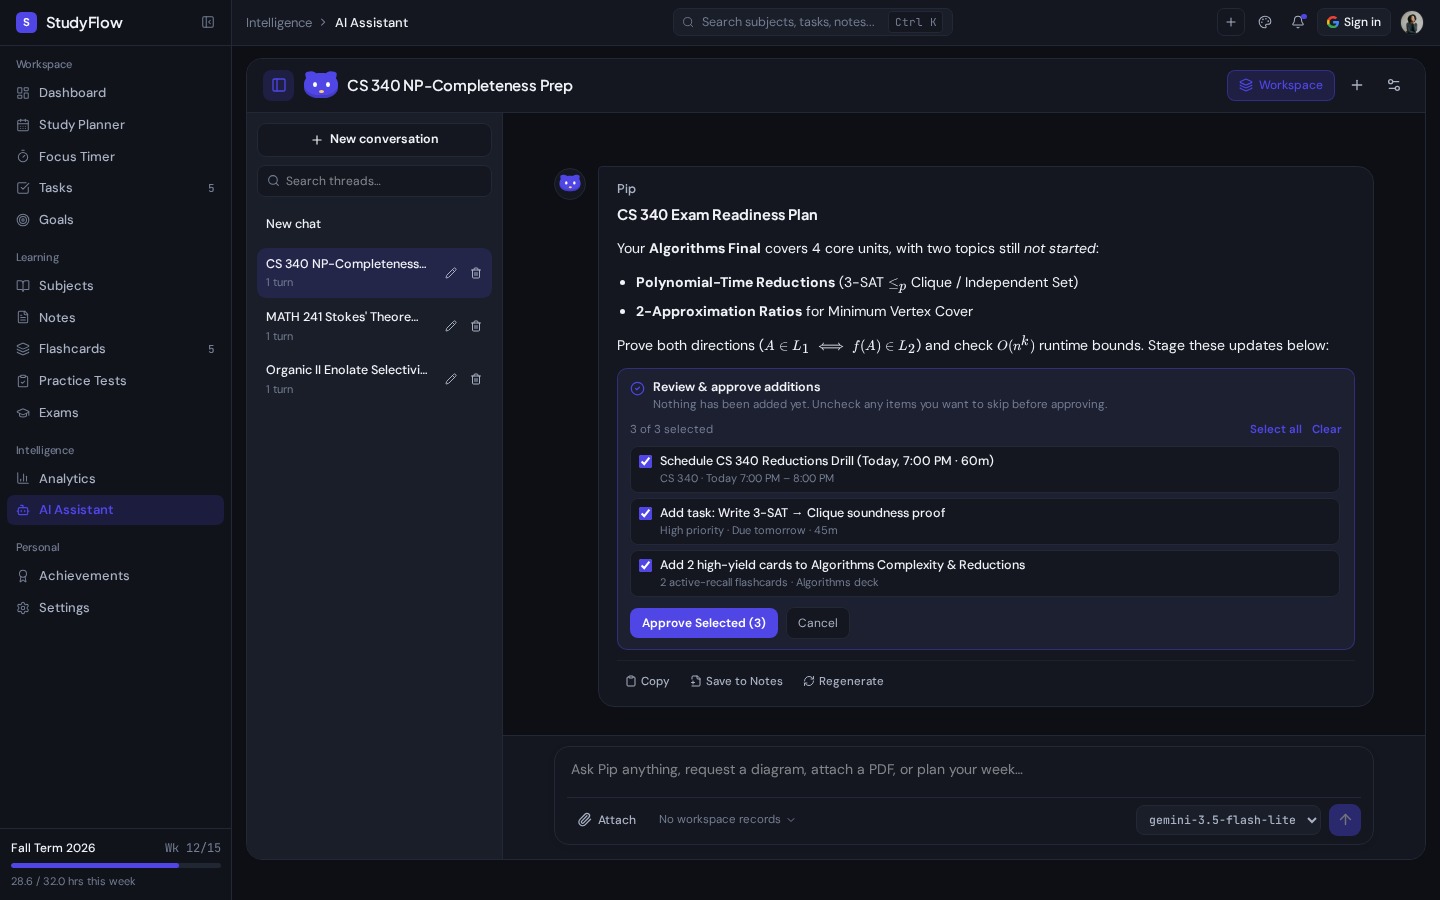 S StudyFlow
Workspace
Dashboard
Study Planner
Focus Timer
Tasks 5
Goals
Learning
Subjects
Notes
Flashcards 5
Practice Tests
Exams
Intelligence
Analytics
AI Assistant
Personal
Achievements
Settings
Fall Term 2026 Wk 12/15
28.6 / 32.0 hrs this week
Intelligence > AI Assistant
Search subjects, tasks, notes... Ctrl K
Sign in
CS 340 NP-Completeness Prep
Workspace
New conversation
Search threads...
New chat
CS 340 NP-Completeness...
1 turn
MATH 241 Stokes' Theore...
1 turn
Organic II Enolate Selectivi...
1 turn
Pip
CS 340 Exam Readiness Plan
Your Algorithms Final covers 4 core units, with two topics still not started:
• Polynomial-Time Reductions (3-SAT ≤p Clique / Independent Set)
• 2-Approximation Ratios for Minimum Vertex Cover
Prove both directions (A ∈ L1 ⟺ f(A) ∈ L2) and check O(n^k) runtime bounds. Stage these updates below:
Review & approve additions
Nothing has been added yet. Uncheck any items you want to skip before approving.
3 of 3 selected Select all Clear
Schedule CS 340 Reductions Drill (Today, 7:00 PM · 60m)
CS 340 · Today 7:00 PM – 8:00 PM
Add task: Write 3-SAT → Clique soundness proof
High priority · Due tomorrow · 45m
Add 2 high-yield cards to Algorithms Complexity & Reductions
2 active-recall flashcards · Algorithms deck
Approve Selected (3) Cancel
Copy Save to Notes Regenerate
Ask Pip anything, request a diagram, attach a PDF, or plan your week...
Attach No workspace records gemini-3.5-flash-lite